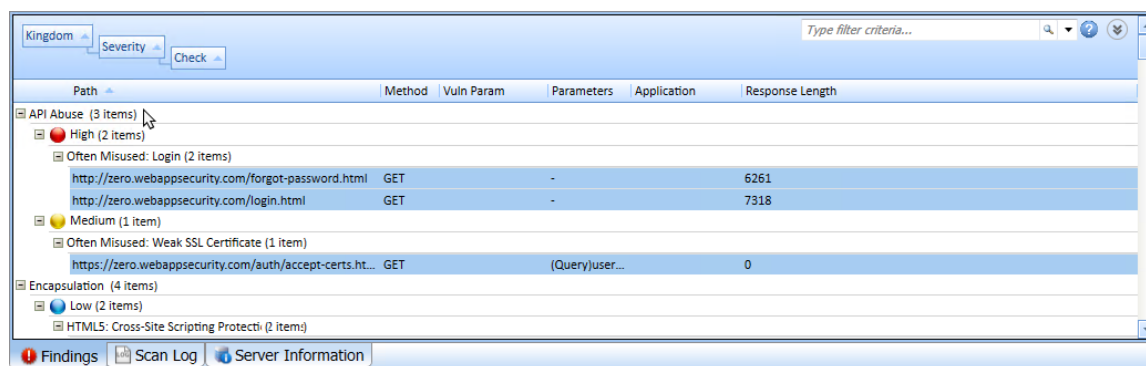 Kingdom
Severity
Check
Type filter criteria...
Path Method Vuln Param Parameters Application Response Length
API Abuse (3 items)
High (2 items)
Often Misused: Login (2 items)
http://zero.webappsecurity.com/forgot-password.html GET - 6261
http://zero.webappsecurity.com/login.html GET - 7318
Medium (1 item)
Often Misused: Weak SSL Certificate (1 item)
https://zero.webappsecurity.com/auth/accept-certs.ht... GET (Query)user... 0
Encapsulation (4 items)
Low (2 items)
HTML5: Cross-Site Scripting Protecti (2 items)
Findings Scan Log Server Information